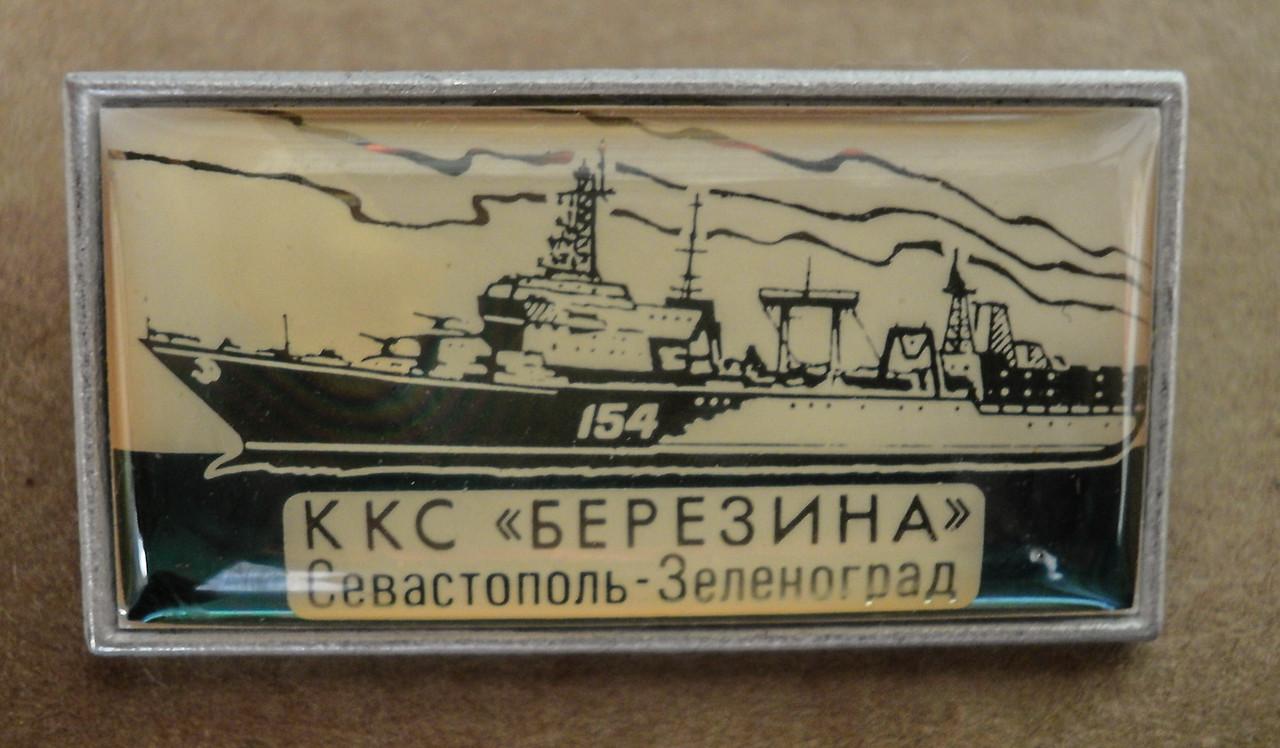 154
ККС «БЕРЕЗИНА»
Севастополь-Зеленоград